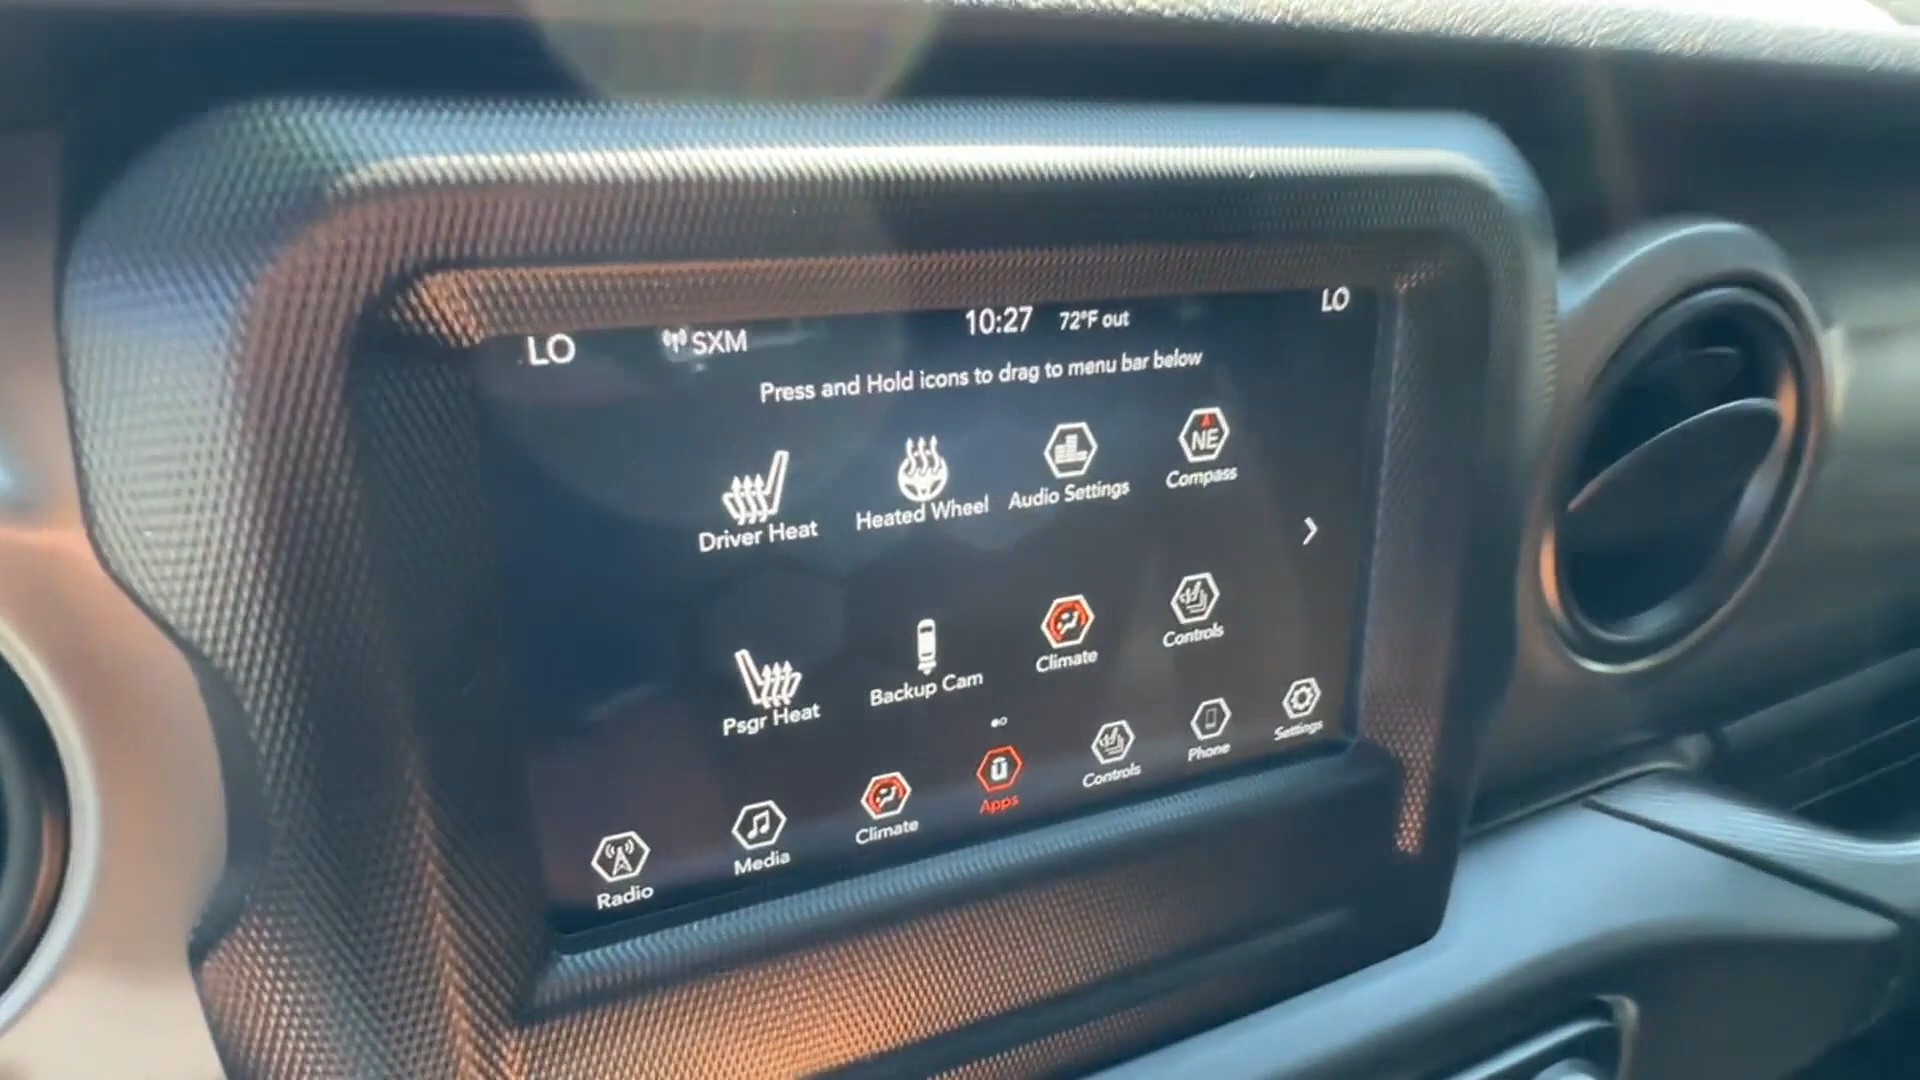 LO SXM 10:27 72°F out LO
Press and Hold icons to drag to menu bar below
Driver Heat Heated Wheel Audio Settings NE Compass
Psgr Heat Backup Cam Climate Controls
Radio Media Climate Apps Controls Phone Settings